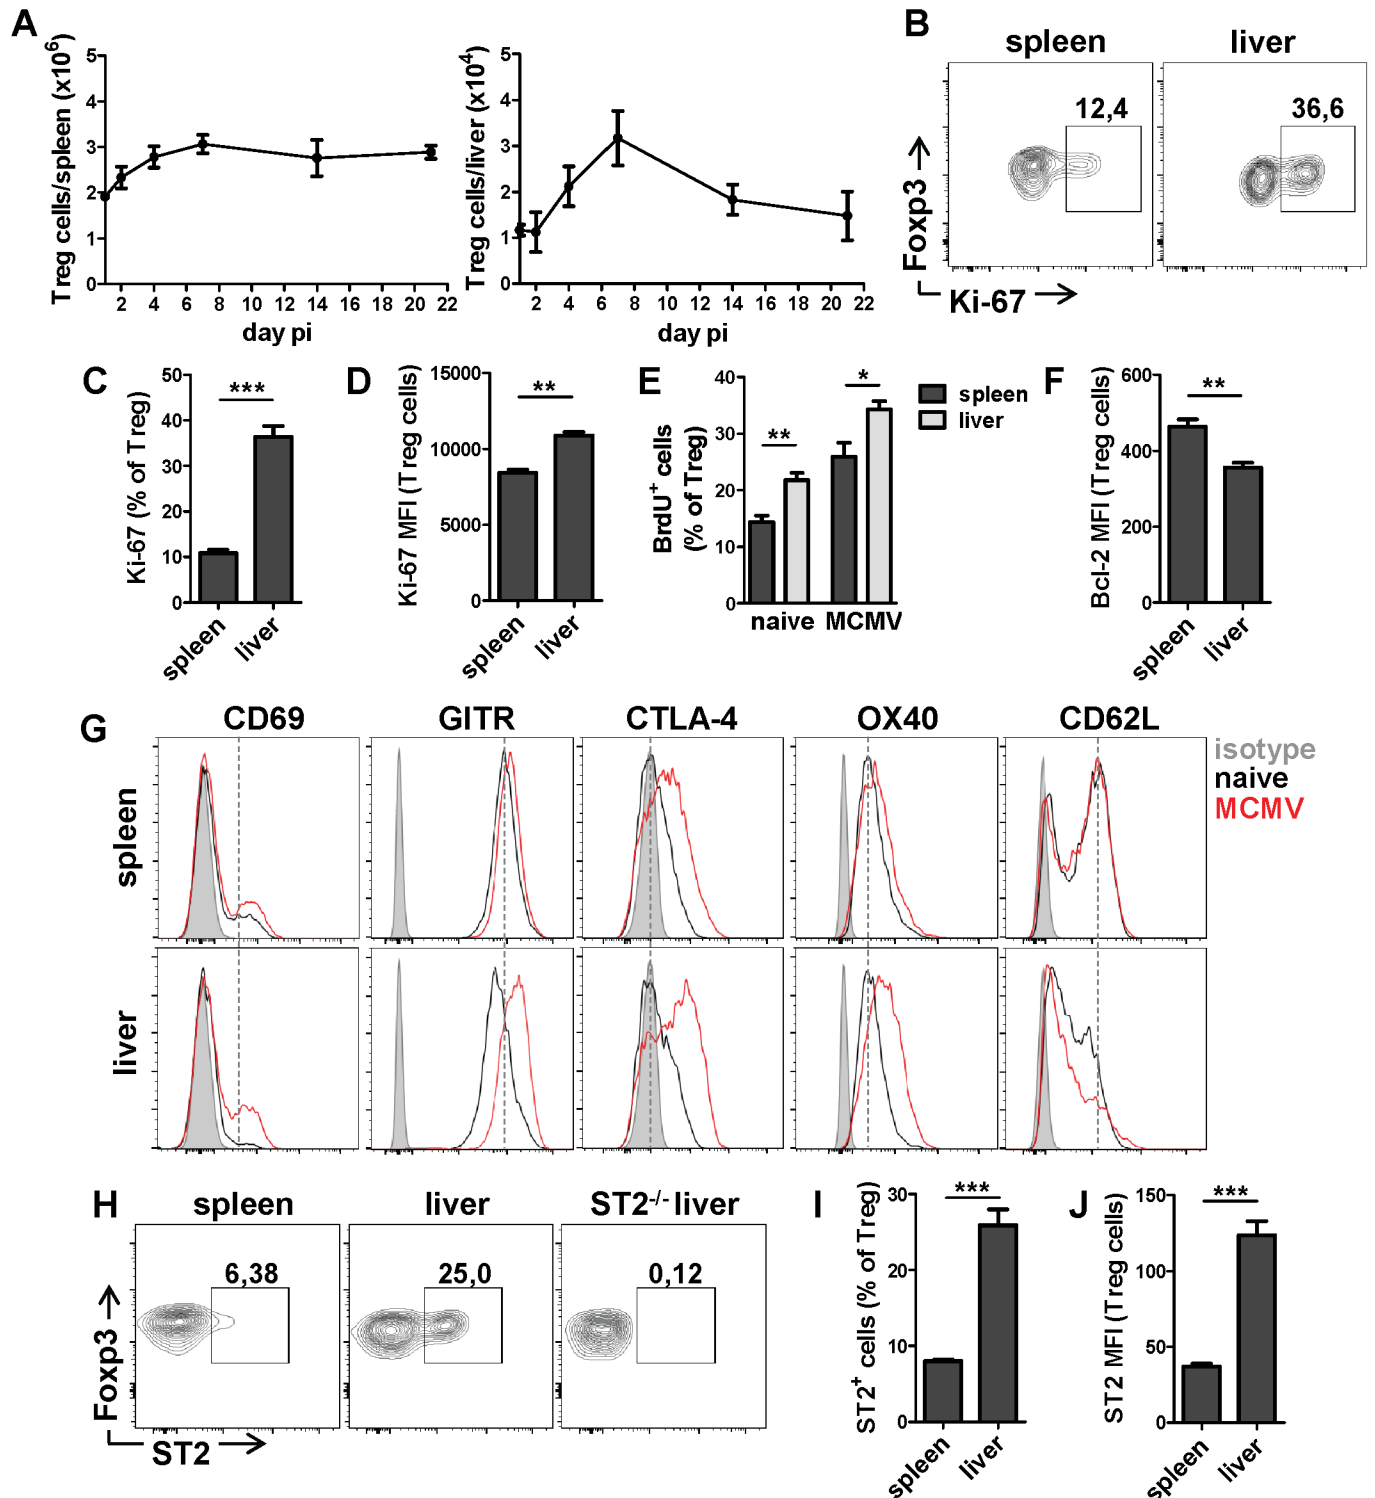 A
Treg cells/spleen (x10⁶)
5
4
3
2
1
0
2 4 6 8 10 12 14 16 18 20 22
day pi
Treg cells/liver (x10⁴)
5
4
3
2
1
0
2 4 6 8 10 12 14 16 18 20 22
day pi
B
spleen
liver
12,4
36,6
Foxp3
Ki-67
C
Ki-67 (% of Treg)
50
40
30
20
10
0
***
spleen
liver
D
Ki-67 MFI (Treg cells)
15000
10000
5000
0
**
spleen
liver
E
BrdU⁺ cells
(% of Treg)
40
30
20
10
0
**
*
naive
MCMV
spleen
liver
F
Bcl-2 MFI (Treg cells)
600
400
200
0
**
spleen
liver
G
CD69
GITR
CTLA-4
OX40
CD62L
isotype
naive
MCMV
spleen
liver
H
spleen
liver
ST2⁻/⁻ liver
6,38
25,0
0,12
Foxp3
ST2
I
ST2⁺ cells (% of Treg)
30
20
10
0
***
spleen
liver
J
ST2 MFI (Treg cells)
150
100
50
0
***
spleen
liver